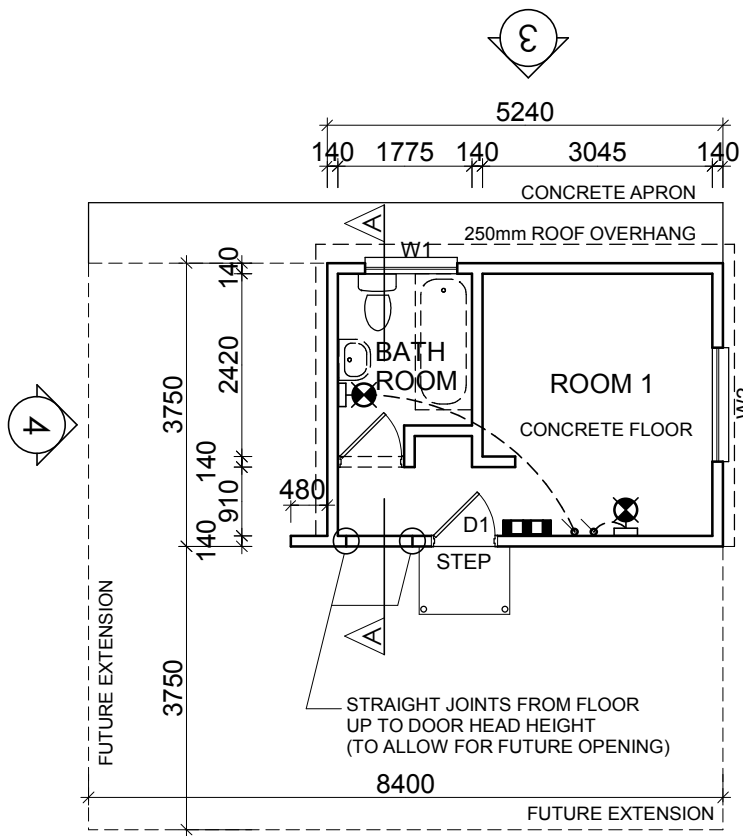 3
5240
140 1775 140 3045 140
CONCRETE APRON
250mm ROOF OVERHANG
A
W1
140
2420
3750
140
910
140
480
4
BATH
ROOM
ROOM 1
CONCRETE FLOOR
W2
D1
STEP
A
3750
FUTURE EXTENSION
STRAIGHT JOINTS FROM FLOOR
UP TO DOOR HEAD HEIGHT
(TO ALLOW FOR FUTURE OPENING)
8400
FUTURE EXTENSION